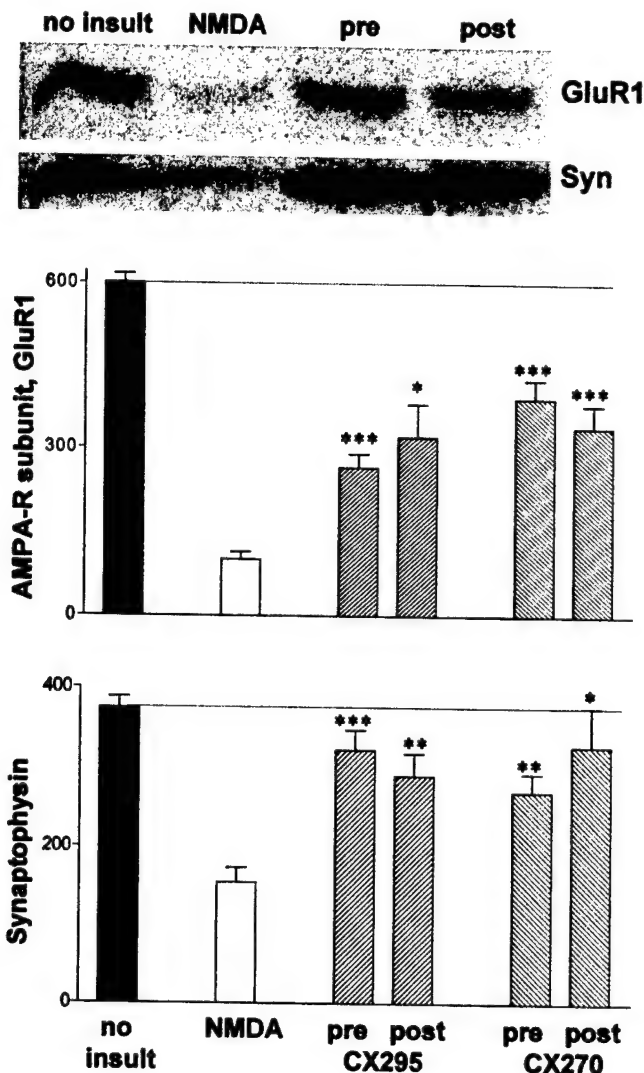 no insult NMDA pre post
GluR1
Syn
AMPA-R subunit, GluR1
600
300
0
*** * *** ***
Synaptophysin
400
200
0
*** ** ** *
no insult NMDA pre post pre post
CX295 CX270